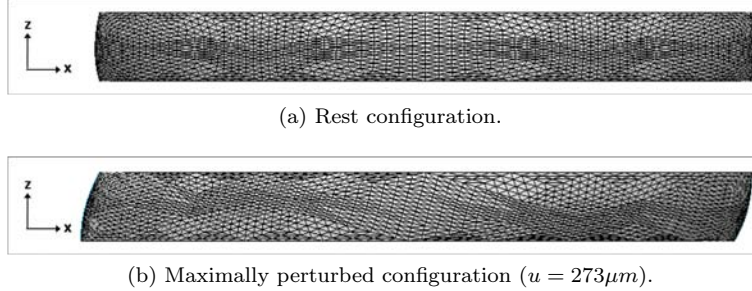 z
x
(a) Rest configuration.
z
x
(b) Maximally perturbed configuration (u = 273μm).